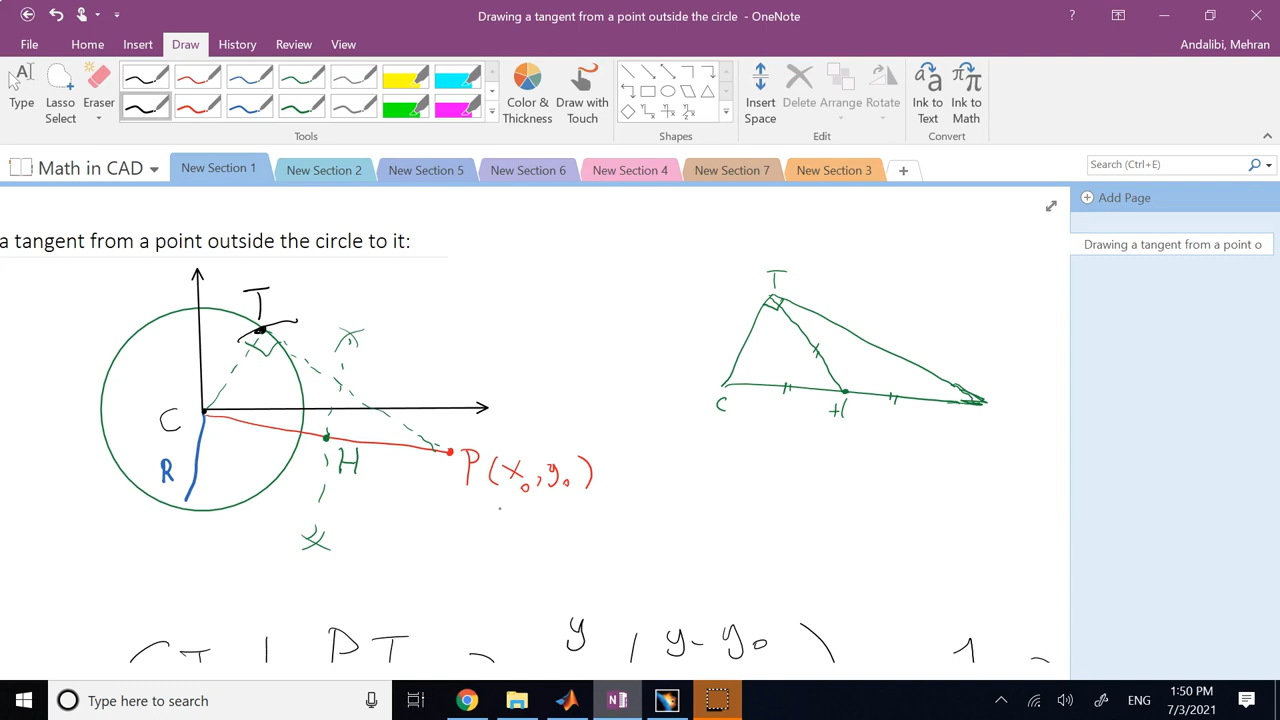 Drawing a tangent from a point outside the circle - OneNote
File
Home
Insert
Draw
History
Review
View
Andalibi, Mehran
Type
Lasso Select
Eraser
Color & Thickness
Draw with Touch
Insert Space
Delete
Arrange
Rotate
Ink to Text
Ink to Math
Tools
Shapes
Edit
Convert
Math in CAD
New Section 1
New Section 2
New Section 5
New Section 6
New Section 4
New Section 7
New Section 3
Search (Ctrl+E)
Add Page
Drawing a tangent from a point o
a tangent from a point outside the circle to it:
T
C
R
H
P(x₀, y₀)
T
C
H
CT ⊥ PT
y
(y-y₀)
Type here to search
ENG
1:50 PM
7/3/2021